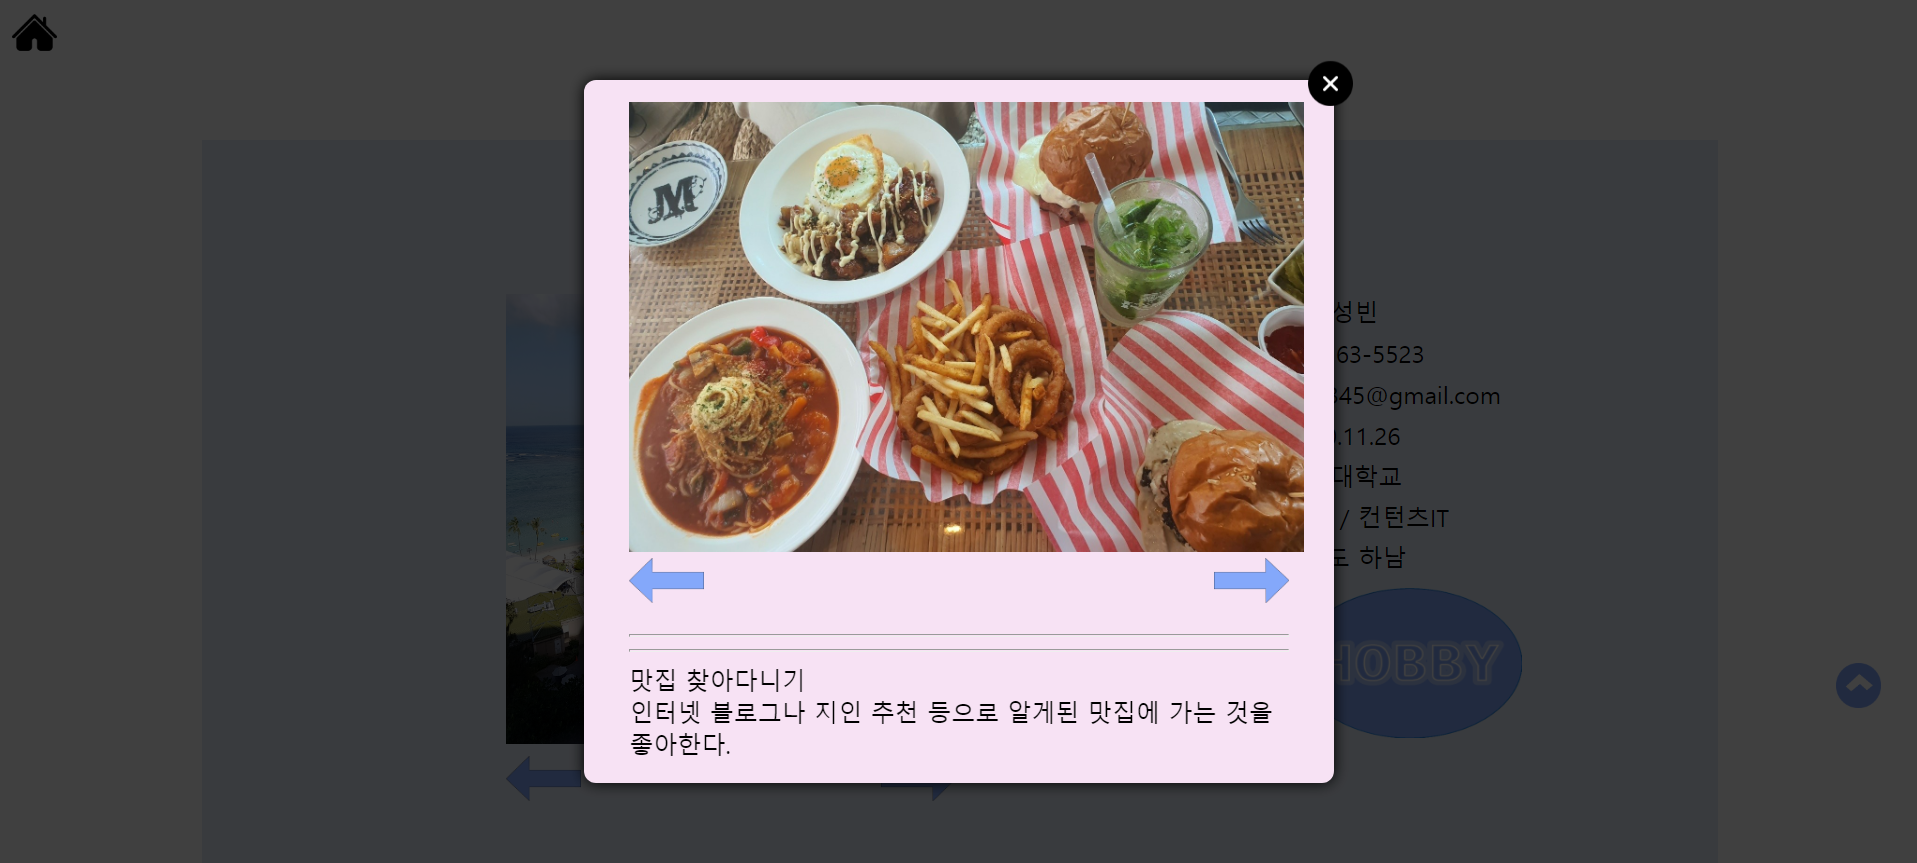 M
성빈
63-5523
345@gmail.com
.11.26
대학교
/ 컨턴츠IT
도 하남
HOBBY
맛집 찾아다니기
인터넷 블로그나 지인 추천 등으로 알게된 맛집에 가는 것을
좋아한다.